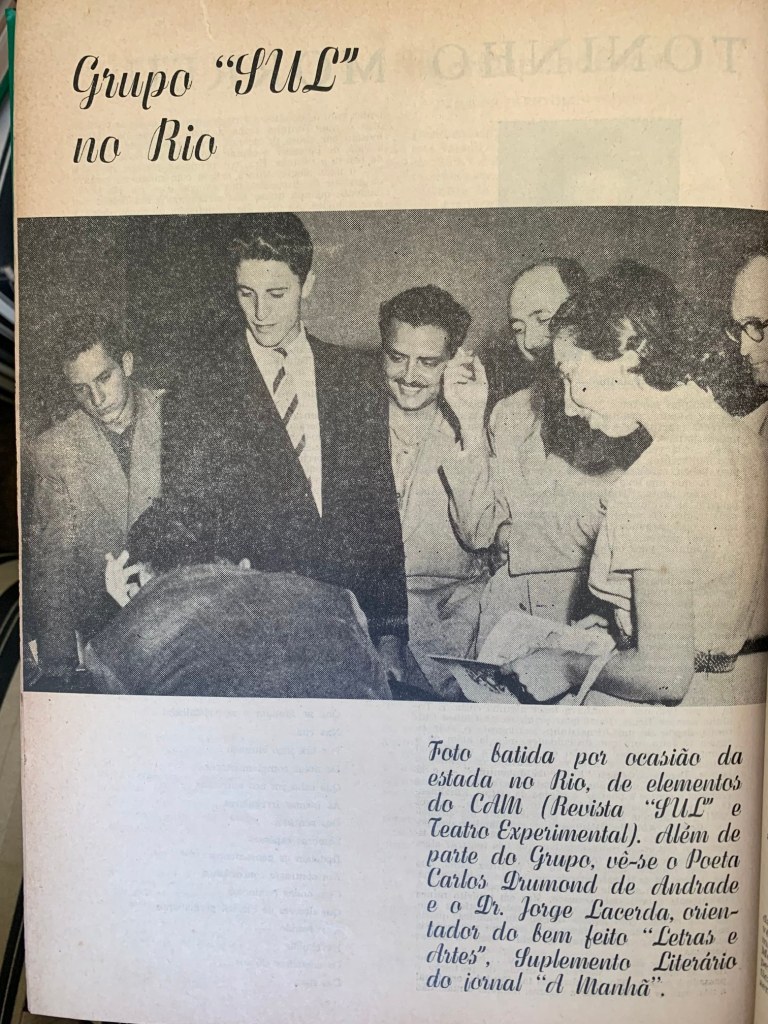 Grupo "SUL"
no Rio
Foto batida por ocasião da
estada no Rio, de elementos
do CAM (Revista "SUL" e
Teatro Experimental). Além de
parte do Grupo, vê-se o Poeta
Carlos Drumond de Andrade
e o Dr. Jorge Lacerda, orien-
tador do bem feito "Letras e
Artes", Suplemento Literário
do jornal "A Manhã".